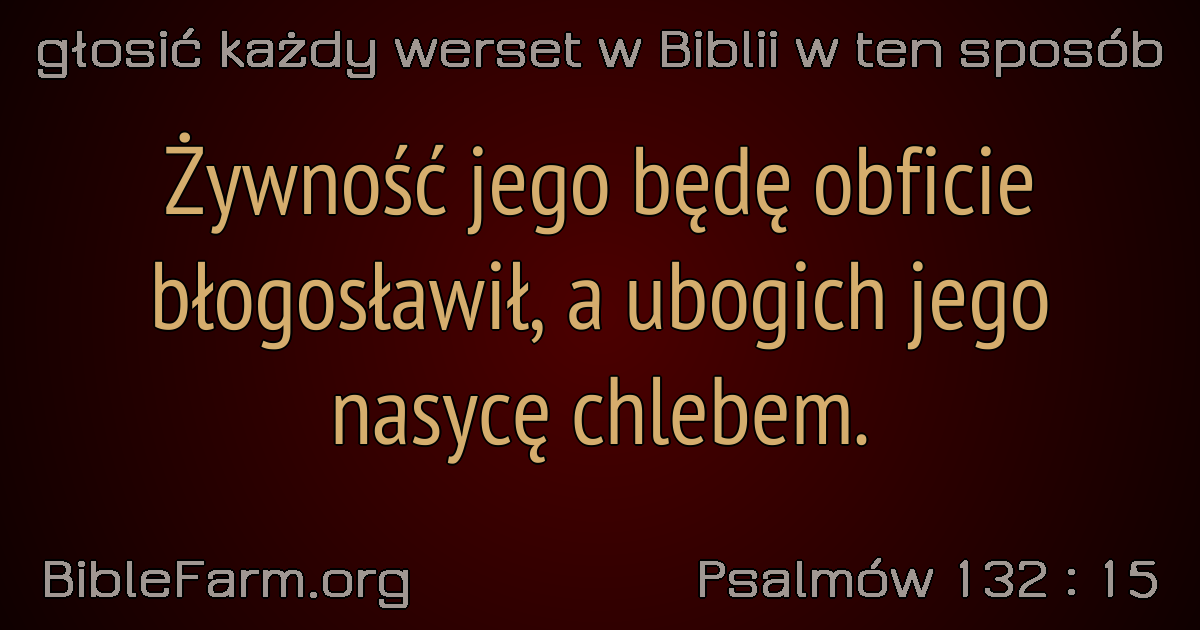 głosić każdy werset w Biblii w ten sposób
Żywność jego będę obficie
błogosławił, a ubogich jego
nasycę chlebem.
BibleFarm.org
Psalmów 132 : 15